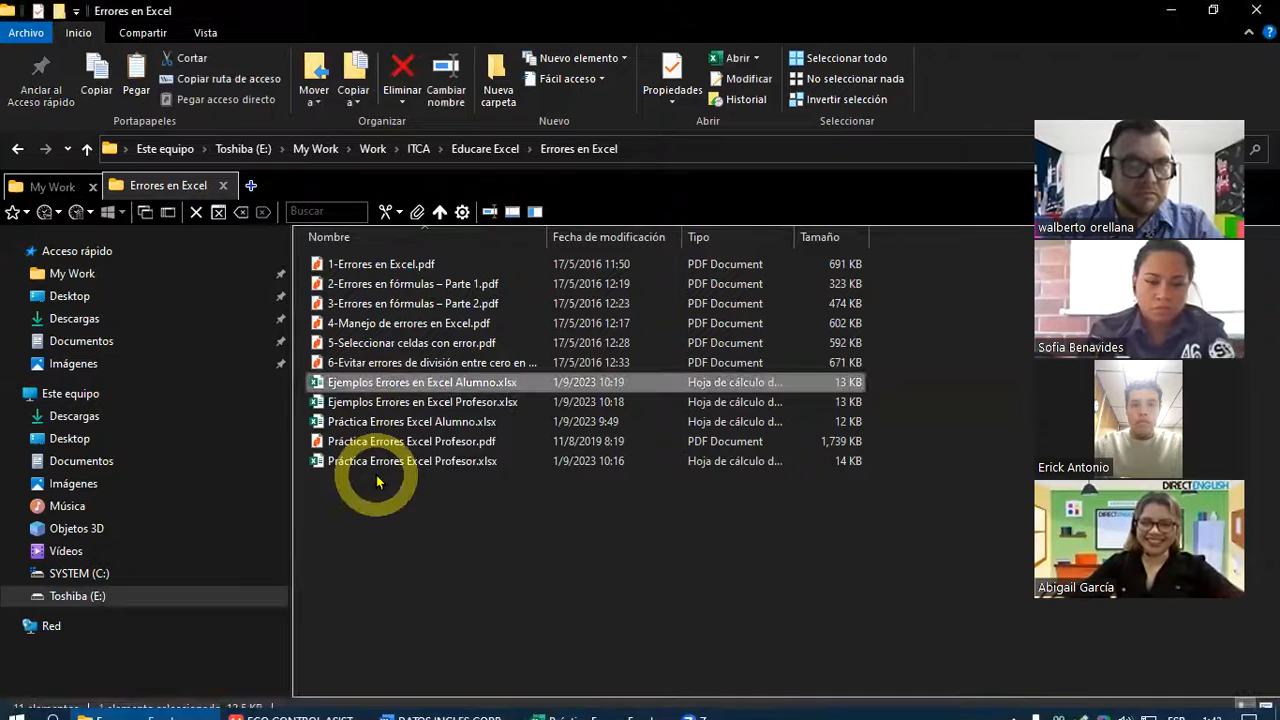 Errores en Excel
Archivo Inicio Compartir Vista
Anclar al Acceso rápido
Copiar
Pegar
Cortar
Copiar ruta de acceso
Pegar acceso directo
Portapapeles
Mover a
Copiar a
Eliminar
Cambiar nombre
Organizar
Nueva carpeta
Nuevo elemento
Fácil acceso
Nuevo
Propiedades
Abrir
Modificar
Historial
Abrir
Seleccionar todo
No seleccionar nada
Invertir selección
Seleccionar
Este equipo > Toshiba (E:) > My Work > Work > ITCA > Educare Excel > Errores en Excel
My Work
Errores en Excel
Buscar
Acceso rápido
My Work
Desktop
Descargas
Documentos
Imágenes
Este equipo
Descargas
Desktop
Documentos
Imágenes
Música
Objetos 3D
Vídeos
SYSTEM (C:)
Toshiba (E:)
Red
Nombre Fecha de modificación Tipo Tamaño
1-Errores en Excel.pdf 17/5/2016 11:50 PDF Document 691 KB
2-Errores en fórmulas – Parte 1.pdf 17/5/2016 12:19 PDF Document 323 KB
3-Errores en fórmulas – Parte 2.pdf 17/5/2016 12:23 PDF Document 474 KB
4-Manejo de errores en Excel.pdf 17/5/2016 12:17 PDF Document 602 KB
5-Seleccionar celdas con error.pdf 17/5/2016 12:28 PDF Document 592 KB
6-Evitar errores de división entre cero en ... 17/5/2016 12:33 PDF Document 671 KB
Ejemplos Errores en Excel Alumno.xlsx 1/9/2023 10:19 Hoja de cálculo d... 13 KB
Ejemplos Errores en Excel Profesor.xlsx 1/9/2023 10:18 Hoja de cálculo d... 13 KB
Práctica Errores Excel Alumno.xlsx 1/9/2023 9:49 Hoja de cálculo d... 12 KB
Práctica Errores Excel Profesor.pdf 11/8/2019 8:19 PDF Document 1,739 KB
Práctica Errores Excel Profesor.xlsx 1/9/2023 10:16 Hoja de cálculo d... 14 KB
walberto orellana
Sofia Benavides
46
Erick Antonio
DIRECTENGLISH
Abigail García